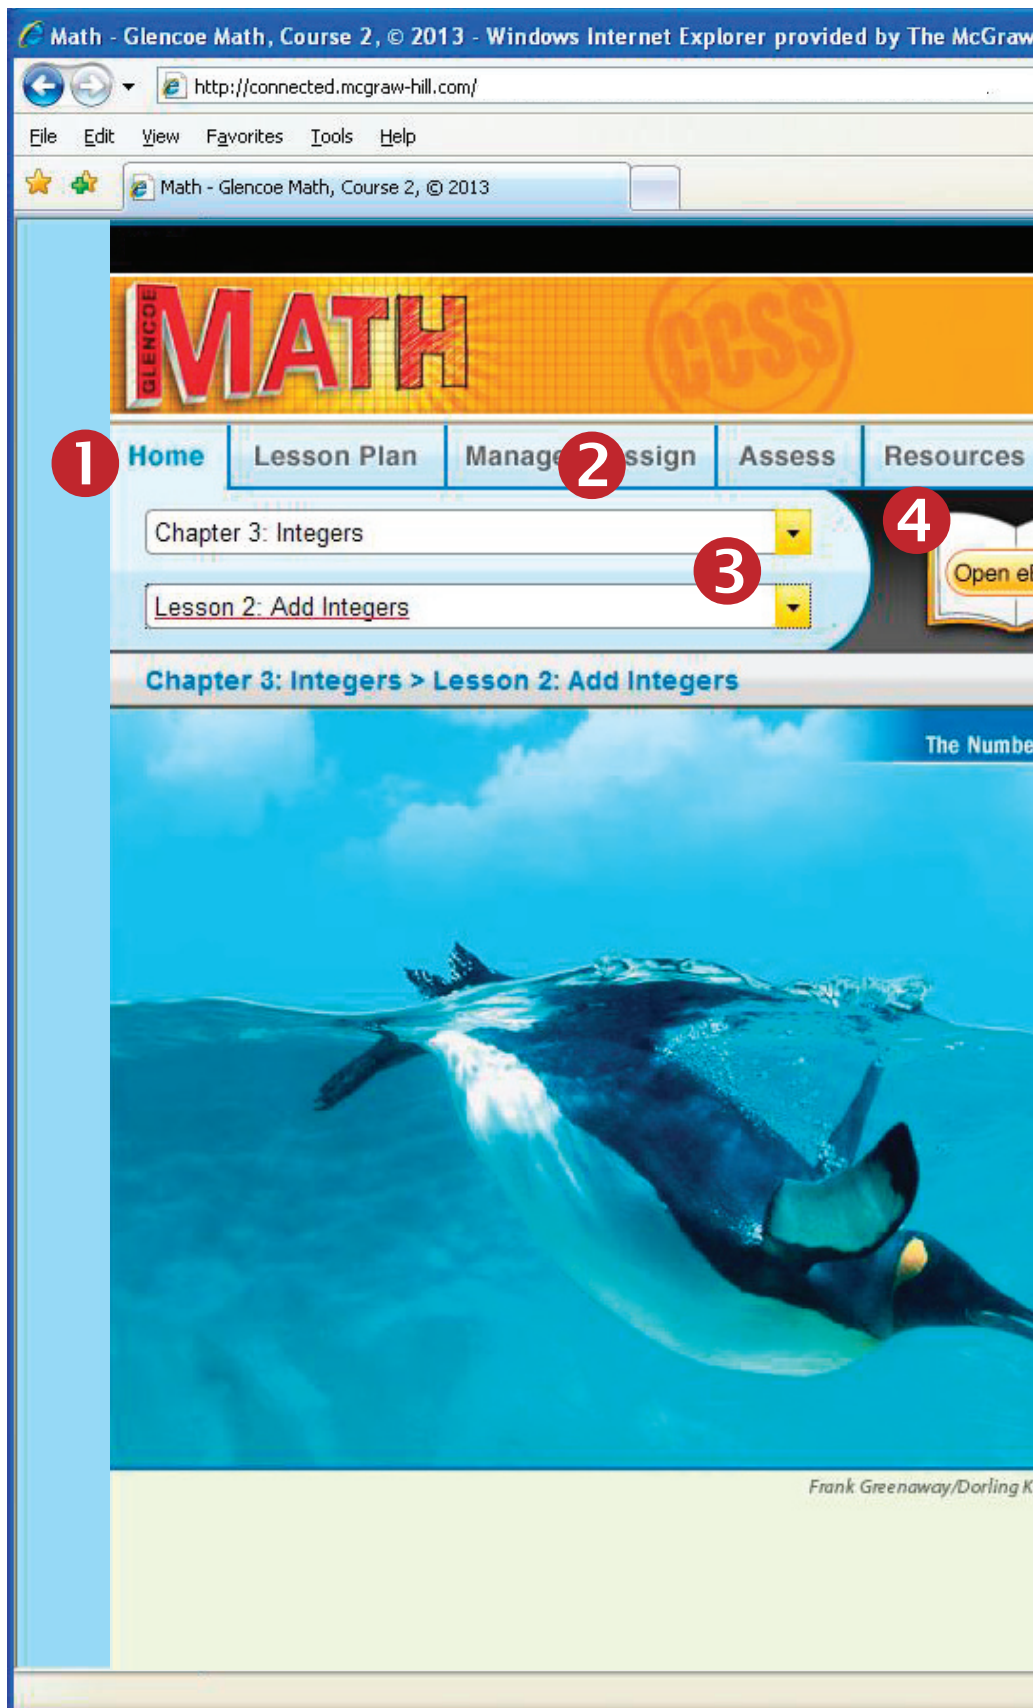 Math - Glencoe Math, Course 2, © 2013 - Windows Internet Explorer provided by The McGraw
http://connected.mcgraw-hill.com/
File Edit View Favorites Tools Help
Math - Glencoe Math, Course 2, © 2013
GLENCOE MATH
CCSS
1 Home Lesson Plan Manage 2 ssign Assess Resources
Chapter 3: Integers
4
3
Open eB
Lesson 2: Add Integers
Chapter 3: Integers > Lesson 2: Add Integers
The Numbe
Frank Greenaway/Dorling K